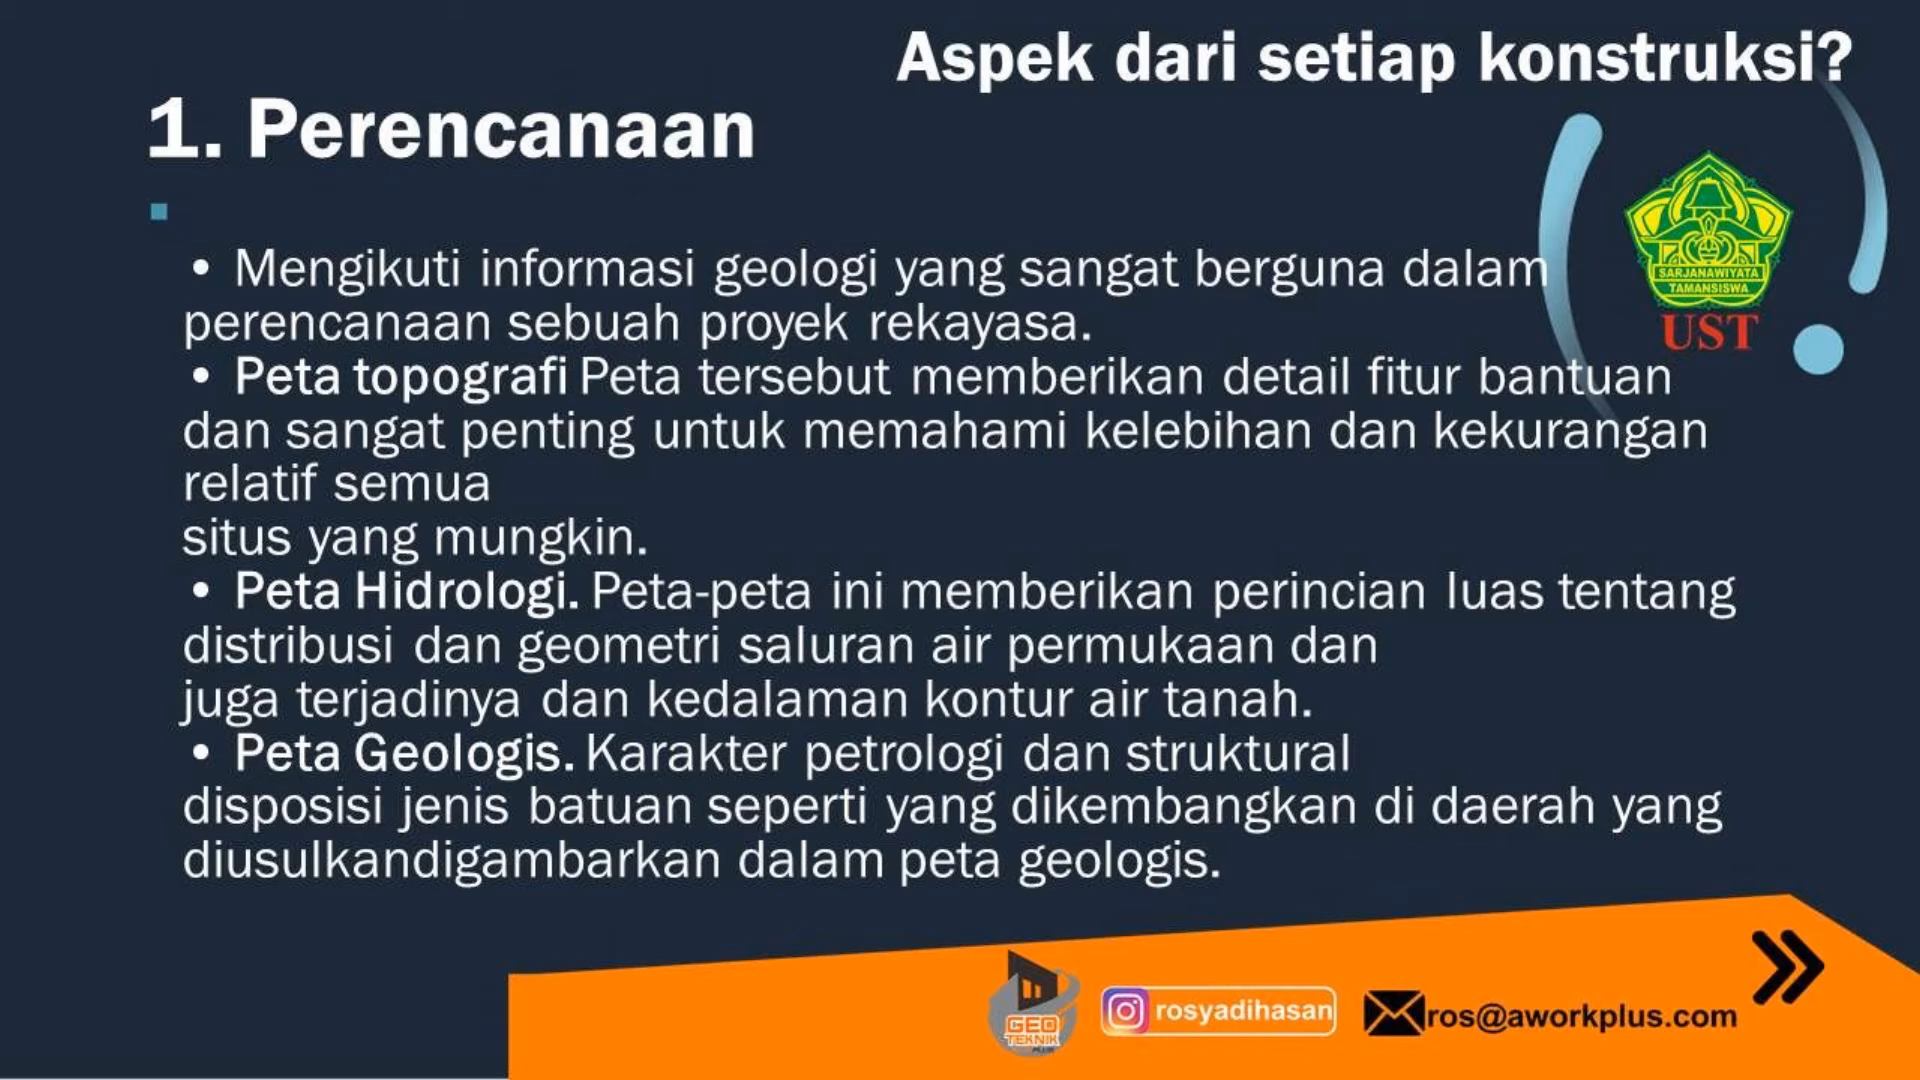 Aspek dari setiap konstruksi?
1. Perencanaan
• Mengikuti informasi geologi yang sangat berguna dalam
perencanaan sebuah proyek rekayasa.
• Peta topografi Peta tersebut memberikan detail fitur bantuan
dan sangat penting untuk memahami kelebihan dan kekurangan
relatif semua
situs yang mungkin.
• Peta Hidrologi. Peta-peta ini memberikan perincian luas tentang
distribusi dan geometri saluran air permukaan dan
juga terjadinya dan kedalaman kontur air tanah.
• Peta Geologis. Karakter petrologi dan struktural
disposisi jenis batuan seperti yang dikembangkan di daerah yang
diusulkandigambarkan dalam peta geologis.
SARJANAWIYATA
TAMANSISWA
UST
GEO
TEKNIK
PLUS
rosyadihasan
ros@aworkplus.com